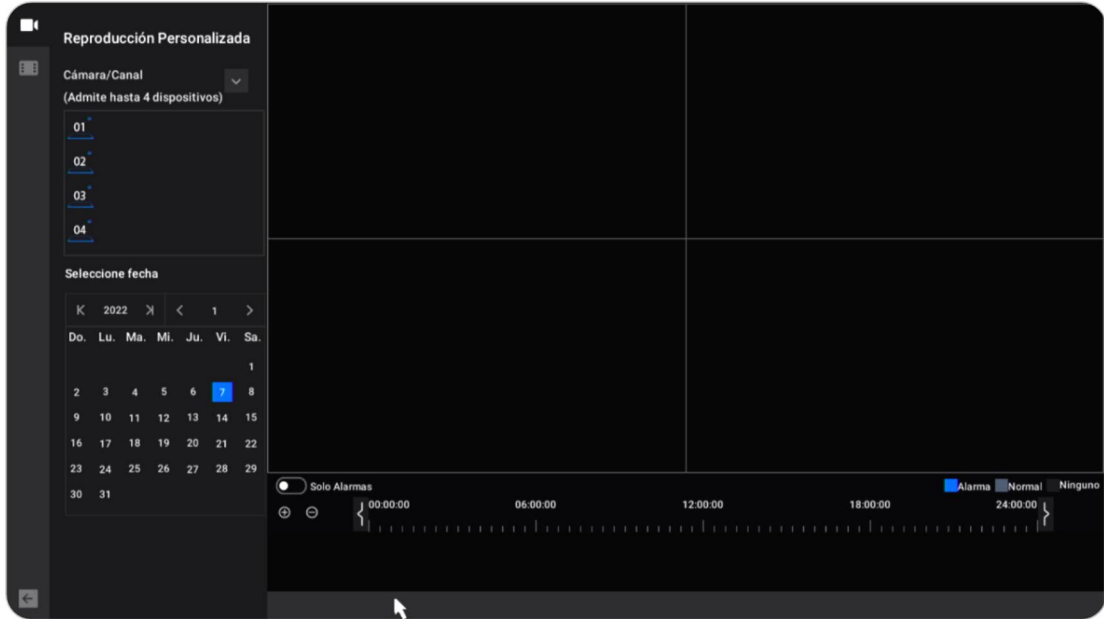 Reproducción Personalizada
Cámara/Canal
(Admite hasta 4 dispositivos)
01
02
03
04
Seleccione fecha
2022 1
Do. Lu. Ma. Mi. Ju. Vi. Sa.
1
2 3 4 5 6 7 8
9 10 11 12 13 14 15
16 17 18 19 20 21 22
23 24 25 26 27 28 29
30 31
Solo Alarmas
Alarma Normal Ninguno
00:00:00 06:00:00 12:00:00 18:00:00 24:00:00